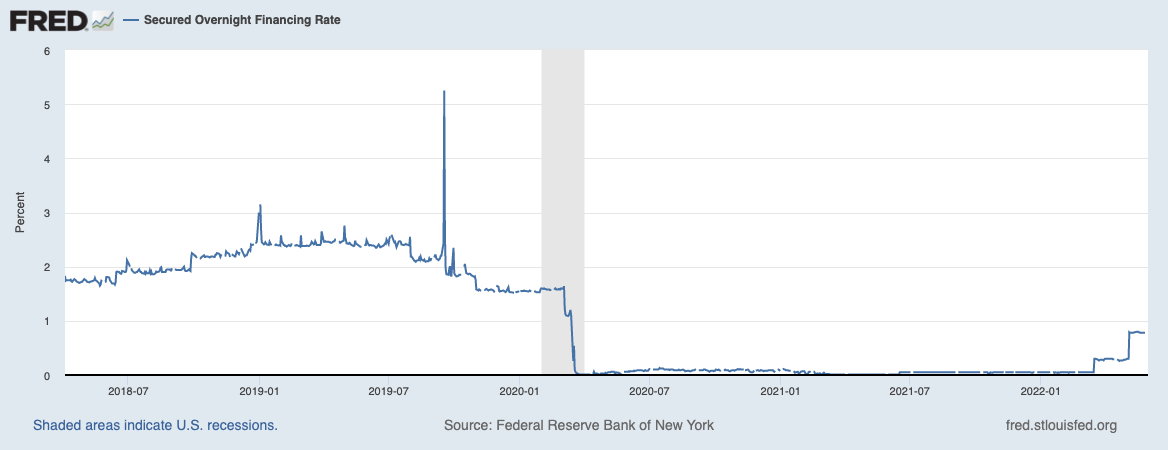 FRED
Secured Overnight Financing Rate
Percent
6
5
4
3
2
1
0
2018-07 2019-01 2019-07 2020-01 2020-07 2021-01 2021-07 2022-01
Shaded areas indicate U.S. recessions. Source: Federal Reserve Bank of New York fred.stlouisfed.org